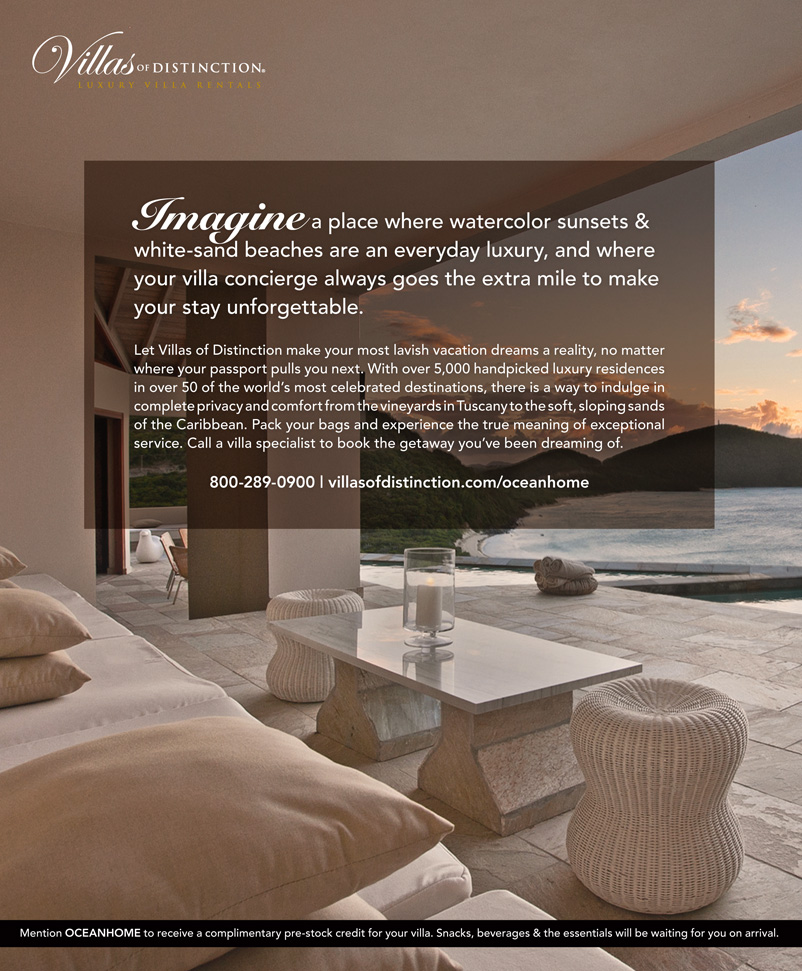 Villas OF DISTINCTION®
LUXURY VILLA RENTALS
Imagine a place where watercolor sunsets &
white-sand beaches are an everyday luxury, and where
your villa concierge always goes the extra mile to make
your stay unforgettable.
Let Villas of Distinction make your most lavish vacation dreams a reality, no matter
where your passport pulls you next. With over 5,000 handpicked luxury residences
in over 50 of the world’s most celebrated destinations, there is a way to indulge in
complete privacy and comfort from the vineyards in Tuscany to the soft, sloping sands
of the Caribbean. Pack your bags and experience the true meaning of exceptional
service. Call a villa specialist to book the getaway you’ve been dreaming of.
800-289-0900 | villasofdistinction.com/oceanhome
Mention OCEANHOME to receive a complimentary pre-stock credit for your villa. Snacks, beverages & the essentials will be waiting for you on arrival.